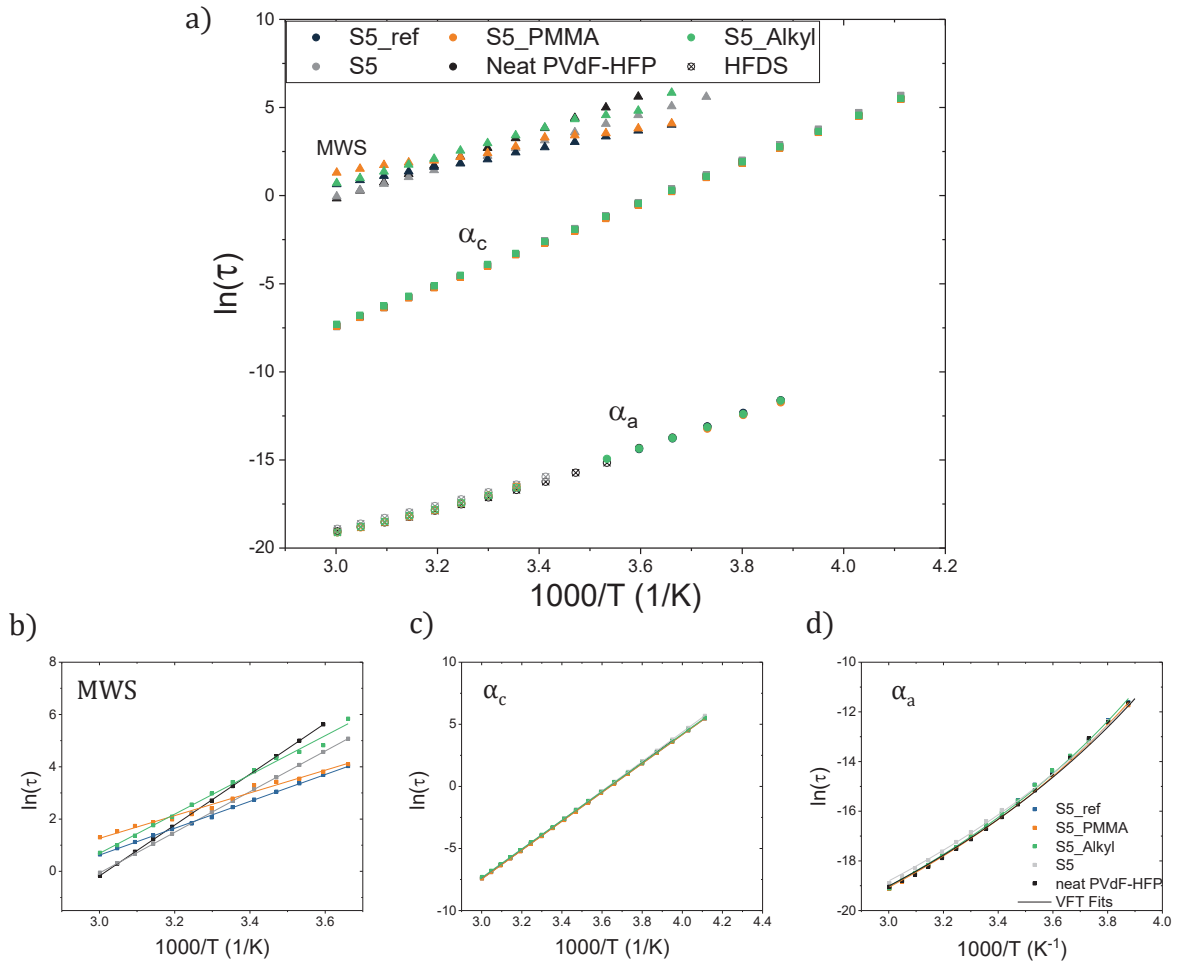 a)
10
S5_ref S5_PMMA S5_Alkyl
S5 Neat PVdF-HFP HFDS
5
MWS
0
αc
-5
ln(τ)
-10
αa
-15
-20
3.0 3.2 3.4 3.6 3.8 4.0 4.2
1000/T (1/K)
b)
MWS
8
6
4
2
0
ln(τ)
3.0 3.2 3.4 3.6
1000/T (1/K)
c)
αc
10
5
0
-5
-10
ln(τ)
3.0 3.2 3.4 3.6 3.8 4.0 4.2 4.4
1000/T (1/K)
d)
αa
-10
-12
-14
-16
-18
-20
ln(τ)
S5_ref
S5_PMMA
S5_Alkyl
S5
neat PVdF-HFP
VFT Fits
3.0 3.2 3.4 3.6 3.8 4.0
1000/T (K⁻¹)